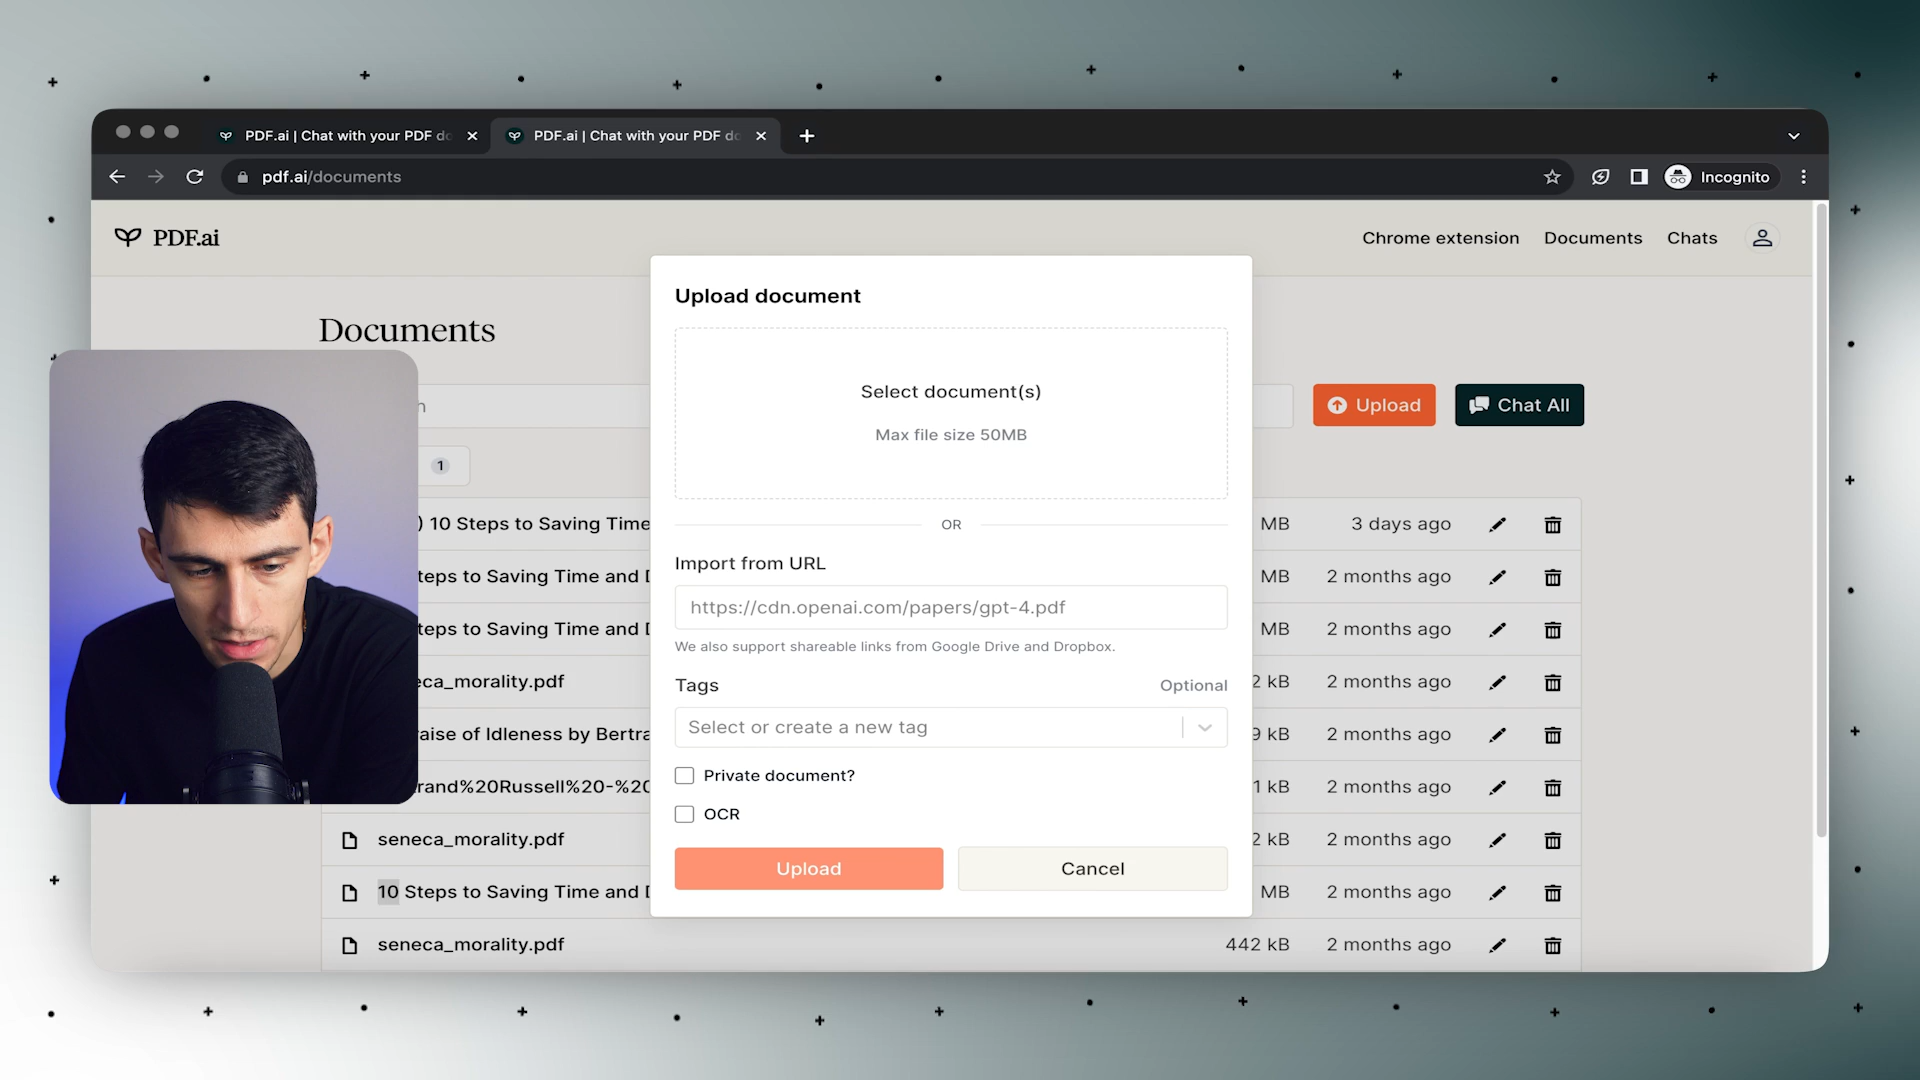 PDF.ai | Chat with your PDF do
PDF.ai | Chat with your PDF do
pdf.ai/documents
Incognito
PDF.ai
Chrome extension
Documents
Chats
Documents
Upload
Chat All
1
) 10 Steps to Saving Time
MB
3 days ago
teps to Saving Time and D
MB
2 months ago
teps to Saving Time and D
MB
2 months ago
eca_morality.pdf
2 kB
2 months ago
raise of Idleness by Bertra
9 kB
2 months ago
rand%20Russell%20-%20
1 kB
2 months ago
seneca_morality.pdf
2 kB
2 months ago
10 Steps to Saving Time and D
MB
2 months ago
seneca_morality.pdf
442 kB
2 months ago
Upload document
Select document(s)
Max file size 50MB
OR
Import from URL
https://cdn.openai.com/papers/gpt-4.pdf
We also support shareable links from Google Drive and Dropbox.
Tags
Optional
Select or create a new tag
Private document?
OCR
Upload
Cancel